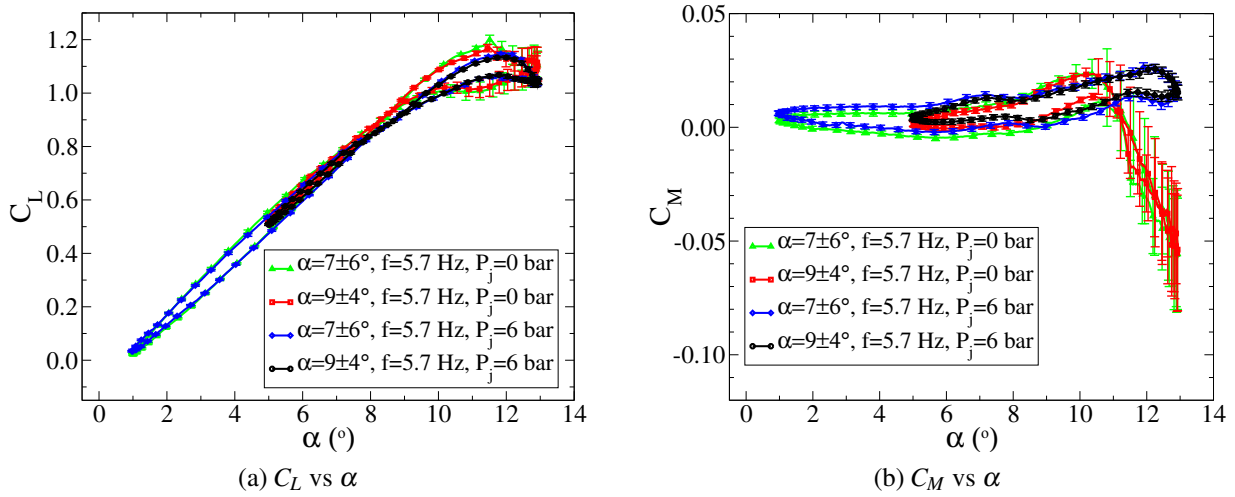 1.2
1.0
0.8
0.6
0.4
0.2
0.0
C_L
α=7±6°, f=5.7 Hz, P_j=0 bar
α=9±4°, f=5.7 Hz, P_j=0 bar
α=7±6°, f=5.7 Hz, P_j=6 bar
α=9±4°, f=5.7 Hz, P_j=6 bar
0 2 4 6 8 10 12 14
α (°)
(a) C_L vs α
0.05
0.00
-0.05
-0.10
C_M
α=7±6°, f=5.7 Hz, P_j=0 bar
α=9±4°, f=5.7 Hz, P_j=0 bar
α=7±6°, f=5.7 Hz, P_j=6 bar
α=9±4°, f=5.7 Hz, P_j=6 bar
0 2 4 6 8 10 12 14
α (°)
(b) C_M vs α